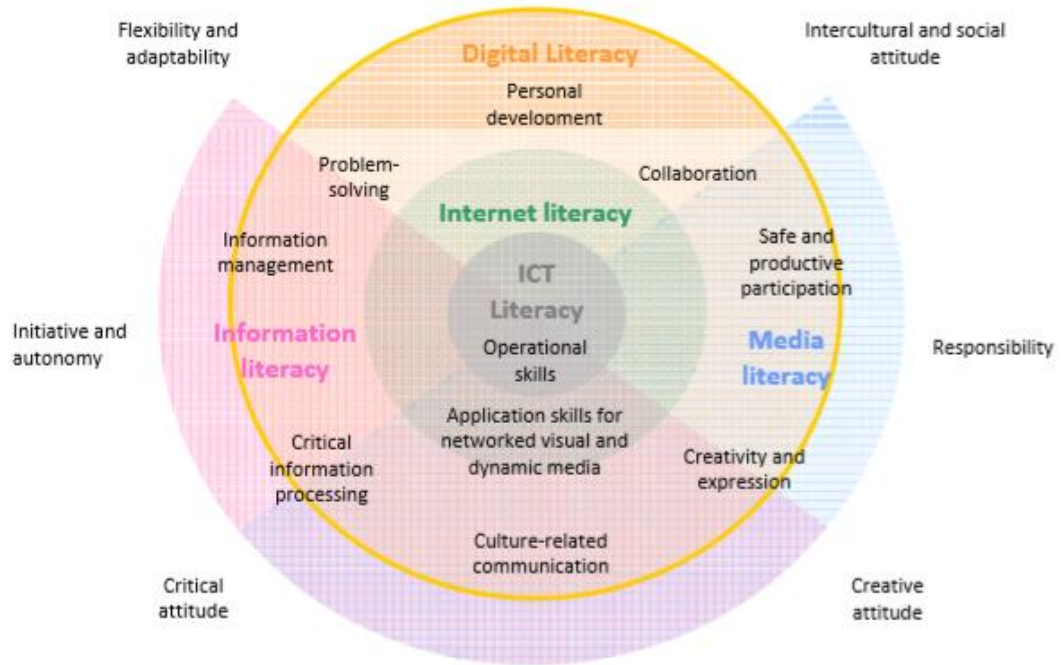 Flexibility and
adaptability
Intercultural and social
attitude
Digital Literacy
Personal
development
Problem-
solving
Collaboration
Internet literacy
Information
management
Safe and
productive
participation
ICT
Literacy
Initiative and
autonomy
Information
literacy
Operational
skills
Media
literacy
Responsibility
Application skills for
networked visual and
dynamic media
Critical
information
processing
Creativity and
expression
Culture-related
communication
Critical
attitude
Creative
attitude